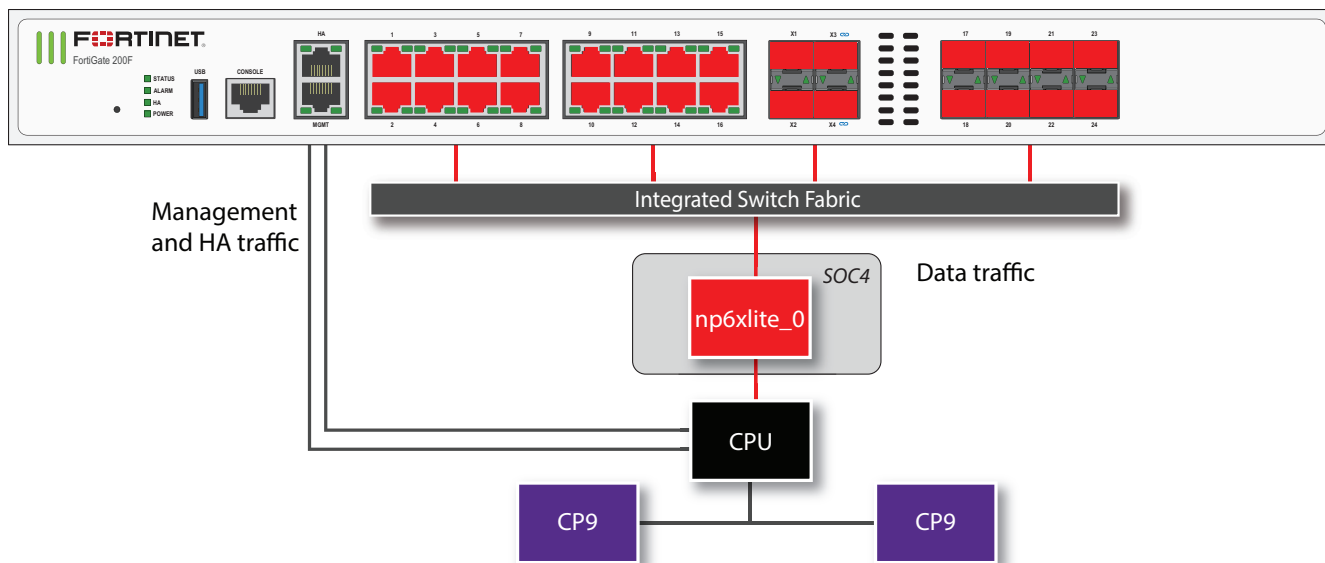 FORTINET
FortiGate 200F
STATUS
ALARM
HA
POWER
USB
CONSOLE
HA
MGMT
1 3 5 7
2 4 6 8
9 11 13 15
10 12 14 16
X1 X3
X2 X4
17 19 21 23
18 20 22 24
Integrated Switch Fabric
Management
and HA traffic
SOC4
Data traffic
np6xlite_0
CPU
CP9
CP9